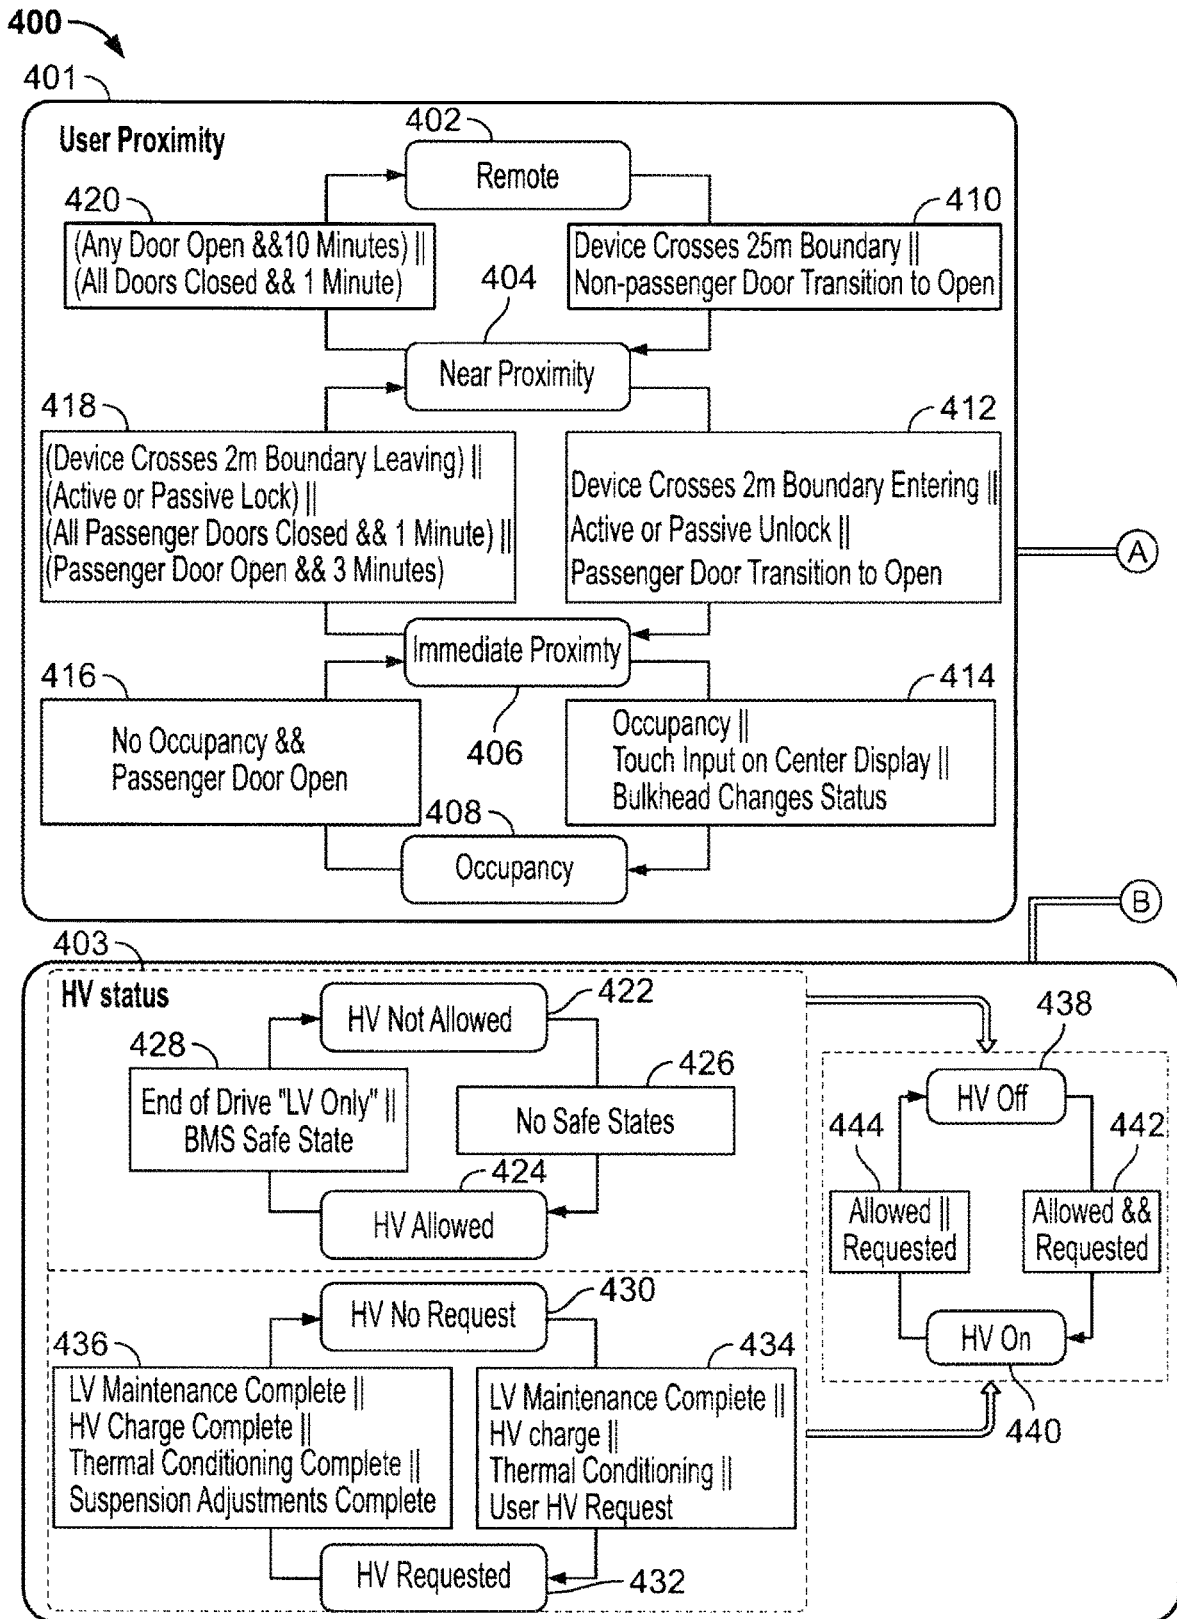 400
401
User Proximity
402
Remote
420
(Any Door Open &&10 Minutes) ||
(All Doors Closed && 1 Minute)
410
Device Crosses 25m Boundary ||
Non-passenger Door Transition to Open
404
Near Proximity
418
(Device Crosses 2m Boundary Leaving) ||
(Active or Passive Lock) ||
(All Passenger Doors Closed && 1 Minute) ||
(Passenger Door Open && 3 Minutes)
412
Device Crosses 2m Boundary Entering ||
Active or Passive Unlock ||
Passenger Door Transition to Open
A
Immediate Proximty
406
416
No Occupancy &&
Passenger Door Open
414
Occupancy ||
Touch Input on Center Display ||
Bulkhead Changes Status
408
Occupancy
B
403
HV status
HV Not Allowed
422
428
End of Drive "LV Only" ||
BMS Safe State
426
No Safe States
424
HV Allowed
438
HV Off
444
Allowed ||
Requested
442
Allowed &&
Requested
HV On
440
HV No Request
430
436
LV Maintenance Complete ||
HV Charge Complete ||
Thermal Conditioning Complete ||
Suspension Adjustments Complete
434
LV Maintenance Complete ||
HV charge ||
Thermal Conditioning ||
User HV Request
HV Requested
432